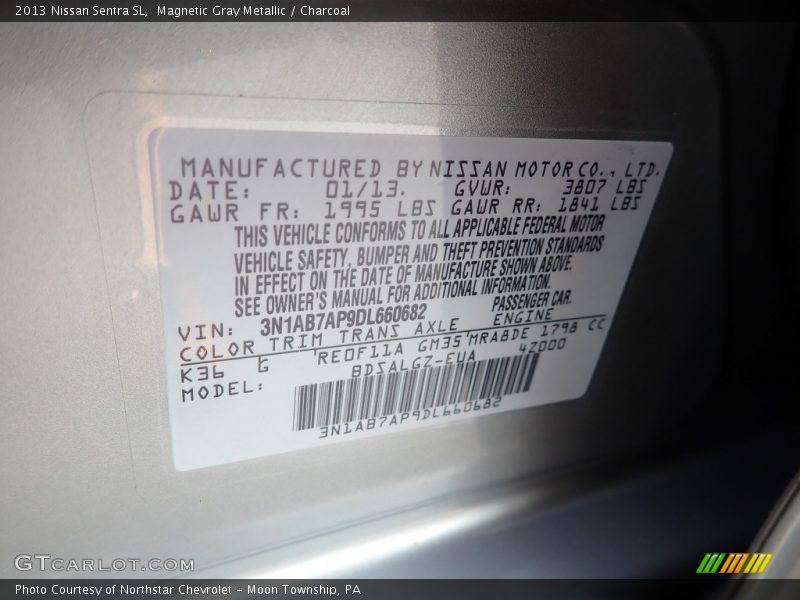 2013 Nissan Sentra SL, Magnetic Gray Metallic / Charcoal
MANUFACTURED BY NISSAN MOTOR CO., LTD.
DATE: 01/13. GVWR: 3807 LBS
GAWR FR: 1995 LBS GAWR RR: 1841 LBS
THIS VEHICLE CONFORMS TO ALL APPLICABLE FEDERAL MOTOR
VEHICLE SAFETY, BUMPER AND THEFT PREVENTION STANDARDS
IN EFFECT ON THE DATE OF MANUFACTURE SHOWN ABOVE.
SEE OWNER'S MANUAL FOR ADDITIONAL INFORMATION.
VIN: 3N1AB7AP9DL660682 PASSENGER CAR.
COLOR TRIM TRANS AXLE ENGINE
K36 G 'RE0F11A GM35'MRA8DE 1798 CC
MODEL: BDSALGZ-EUA 4Z000
3N1AB7AP9DL660682
GTCARLOT.COM
Photo Courtesy of Northstar Chevrolet - Moon Township, PA